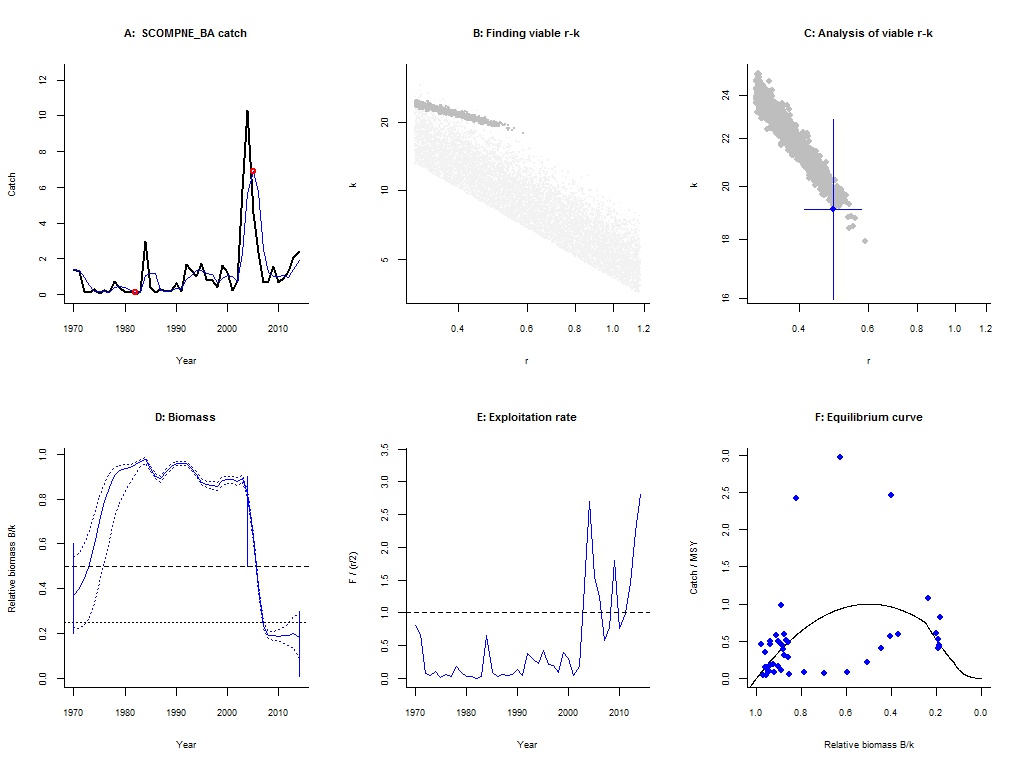 A:  SCOMPNE_BA catch
Catch
0 2 4 6 8 10 12
1970 1980 1990 2000 2010
Year
B: Finding viable r-k
k
5 10 20
0.4 0.6 0.8 1.0 1.2
r
C: Analysis of viable r-k
k
16 18 20 22 24
0.4 0.6 0.8 1.0 1.2
r
D: Biomass
Relative biomass B/k
0.0 0.2 0.4 0.6 0.8 1.0
1970 1980 1990 2000 2010
Year
E: Exploitation rate
F / (r/2)
0.0 0.5 1.0 1.5 2.0 2.5 3.0 3.5
1970 1980 1990 2000 2010
Year
F: Equilibrium curve
Catch / MSY
0.0 0.5 1.0 1.5 2.0 2.5 3.0
1.0 0.8 0.6 0.4 0.2 0.0
Relative biomass B/k